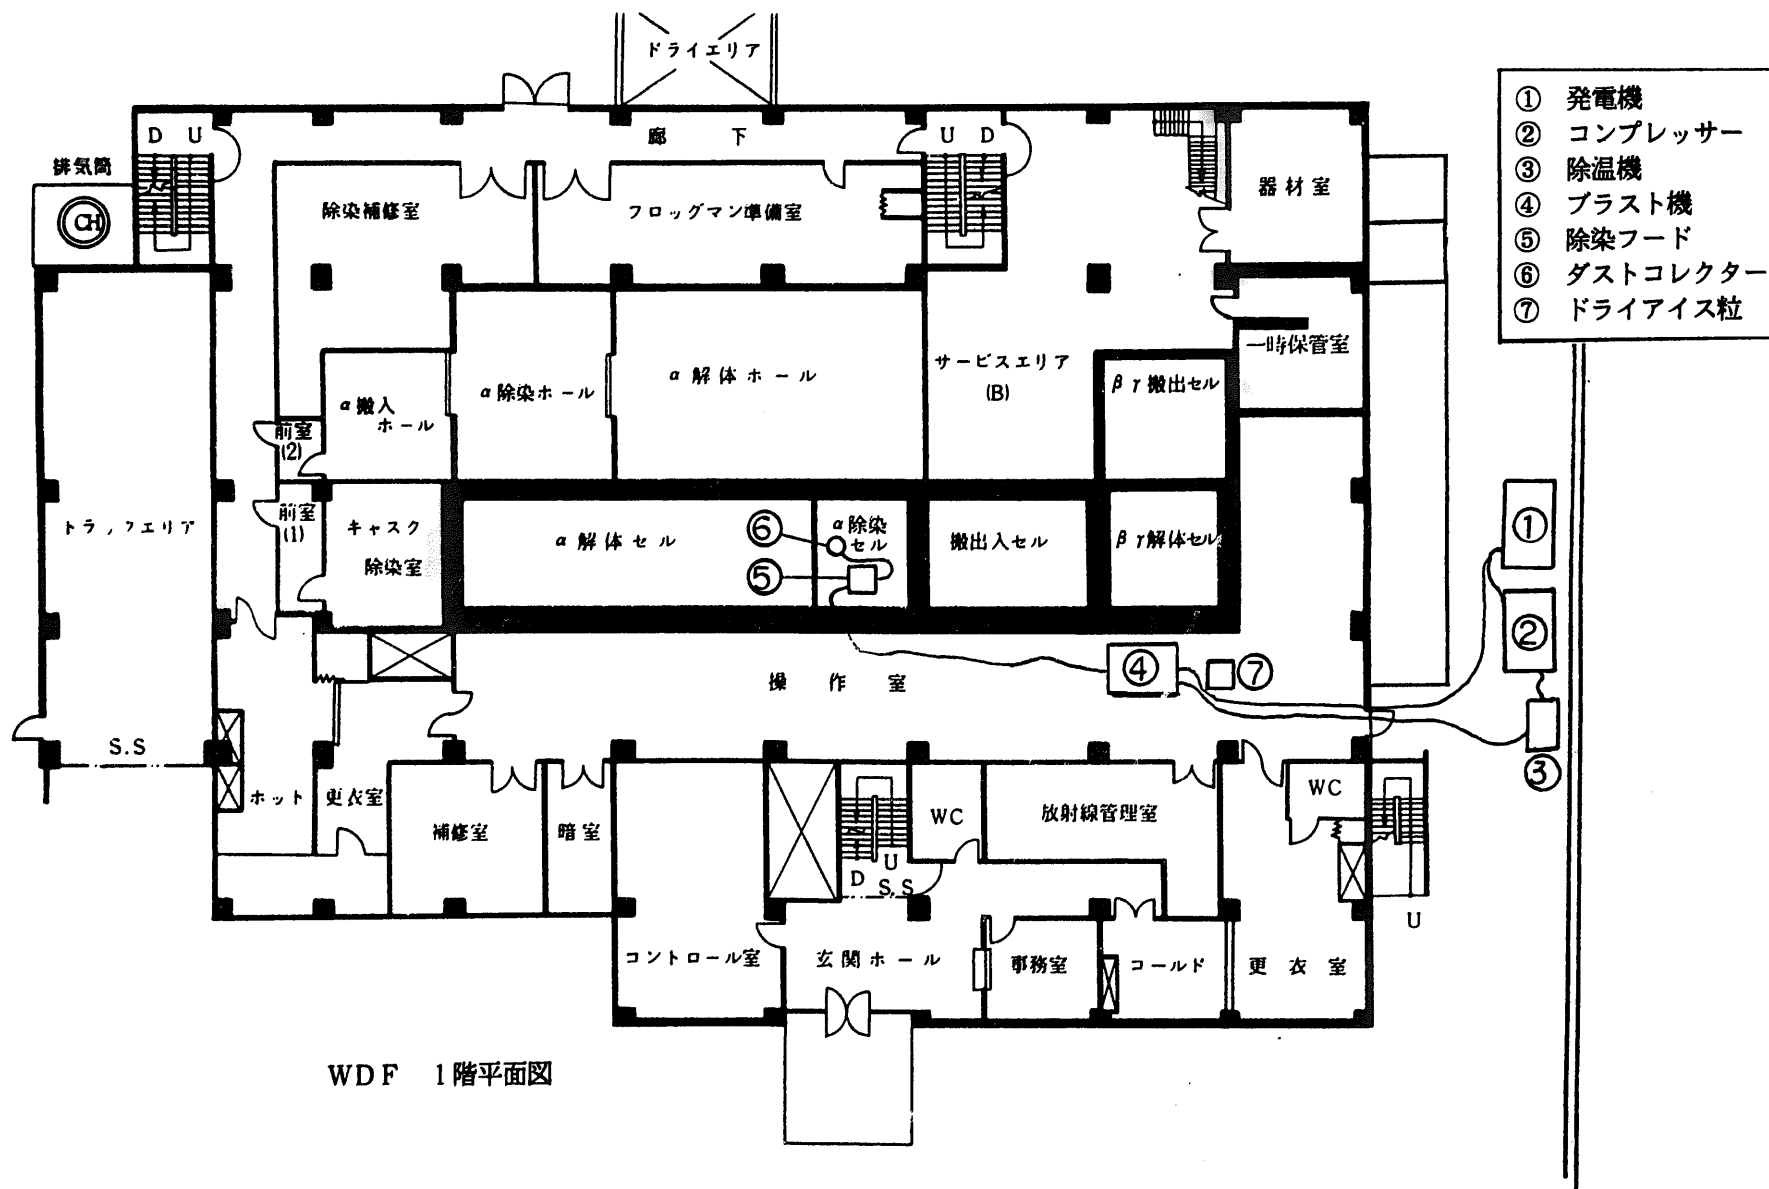 ドライエリア
① 発電機
② コンプレッサー
③ 除温機
④ ブラスト機
⑤ 除染フード
⑥ ダストコレクター
⑦ ドライアイス粒
D U
廊 下
U D
排気筒
CH
除染補修室
フロッグマン準備室
器材室
一時保管室
サービスエリア
(B)
α解体ホール
α除染ホール
βγ搬出セル
α搬入
ホール
前室
(2)
前室
(1)
キャスク
除染室
トラックエリア
α解体セル
⑥
α除染
セル
⑤
搬出入セル
βγ解体セル
①
②
③
④
⑦
操 作 室
S.S
ホット 更衣室
補修室
暗室
WC
放射線管理室
WC
U
D
S.S
U
コントロール室
玄関ホール
事務室
コールド
更 衣 室
WDF 1階平面図